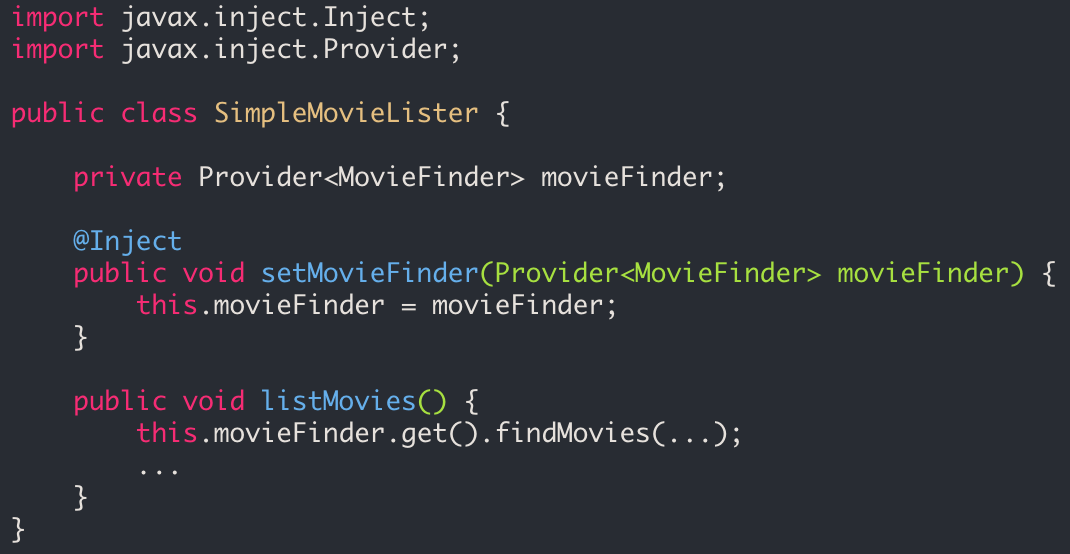 import javax.inject.Inject;
import javax.inject.Provider;

public class SimpleMovieLister {

    private Provider<MovieFinder> movieFinder;

    @Inject
    public void setMovieFinder(Provider<MovieFinder> movieFinder) {
        this.movieFinder = movieFinder;
    }

    public void listMovies() {
        this.movieFinder.get().findMovies(...);
        ...
    }
}